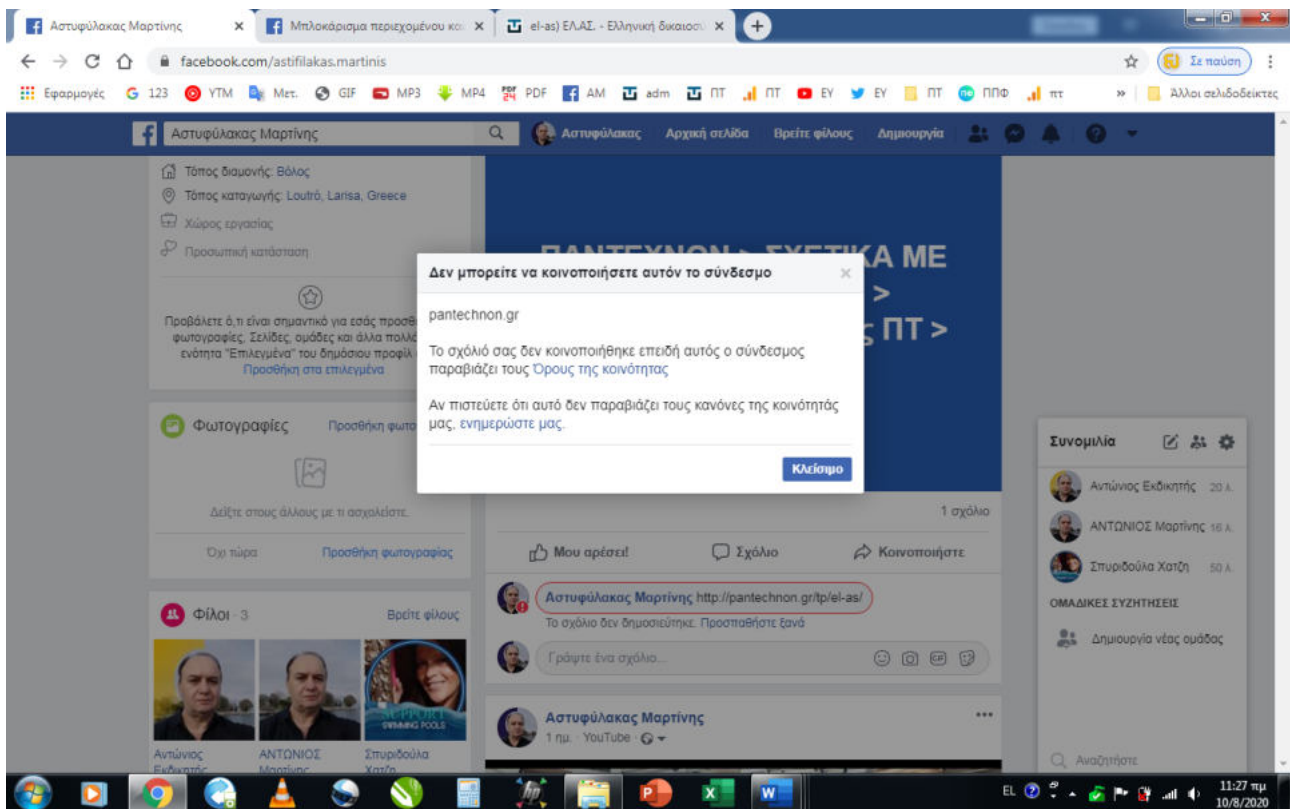 Αστυφύλακας Μαρτίνης
Μπλοκάρισμα περιεχομένου και
el-as) ΕΛ.ΑΣ. - Ελληνική δικαιοσύ
facebook.com/astifilakas.martinis
Σε παύση
Εφαρμογές 123 YTM Μετ. GIF MP3 MP4 PDF AM adm ΠΤ ΠΤ ΕΥ ΕΥ ΠΤ ΠΠΦ πτ » Άλλοι σελιδοδείκτες
Αστυφύλακας Μαρτίνης Αστυφύλακας Αρχική σελίδα Βρείτε φίλους Δημιουργία
Τόπος διαμονής: Βόλος
Τόπος καταγωγής: Loutró, Larisa, Greece
Χώρος εργασίας
Προσωπική κατάσταση
Προβάλετε ό,τι είναι σημαντικό για εσάς
φωτογραφίες, Σελίδες, ομάδες και άλλα πολλά
ενότητα "Επιλεγμένα" του δημόσιου προφίλ
Προσθήκη στα επιλεγμένα
ΠΑΝΤΕΧΝΟΝ > ΣΧΕΤΙΚΑ ΜΕ
>
ς ΠΤ >
Δεν μπορείτε να κοινοποιήσετε αυτόν το σύνδεσμο
pantechnon.gr
Το σχόλιό σας δεν κοινοποιήθηκε επειδή αυτός ο σύνδεσμος
παραβιάζει τους Όρους της κοινότητας
Αν πιστεύετε ότι αυτό δεν παραβιάζει τους κανόνες της κοινότητάς
μας, ενημερώστε μας.
Κλείσιμο
Φωτογραφίες Προσθήκη φωτο
Δείξτε στους άλλους με τι ασχολείστε.
Όχι τώρα Προσθήκη φωτογραφίας
Φίλοι · 3 Βρείτε φίλους
SUPPORT
SWIMMING POOLS
Αντώνιος
Εκδικητής
ΑΝΤΩΝΙΟΣ
Μαρτίνης
Σπυριδούλα
Χατζη
1 σχόλιο
Μου αρέσει! Σχόλιο Κοινοποιήστε
Αστυφύλακας Μαρτίνης http://pantechnon.gr/tp/el-as/
Το σχόλιο δεν δημοσιεύτηκε. Προσπαθήστε ξανά
Γράψτε ένα σχόλιο...
GIF
Αστυφύλακας Μαρτίνης
1 ημ. · YouTube ·
Συνομιλία
Αντώνιος Εκδικητής 20 λ.
ΑΝΤΩΝΙΟΣ Μαρτίνης 16 λ.
Σπυριδούλα Χατζη 50 λ.
ΟΜΑΔΙΚΕΣ ΣΥΖΗΤΗΣΕΙΣ
Δημιουργία νέας ομάδας
Αναζητήστε
EL
11:27 πμ
10/8/2020